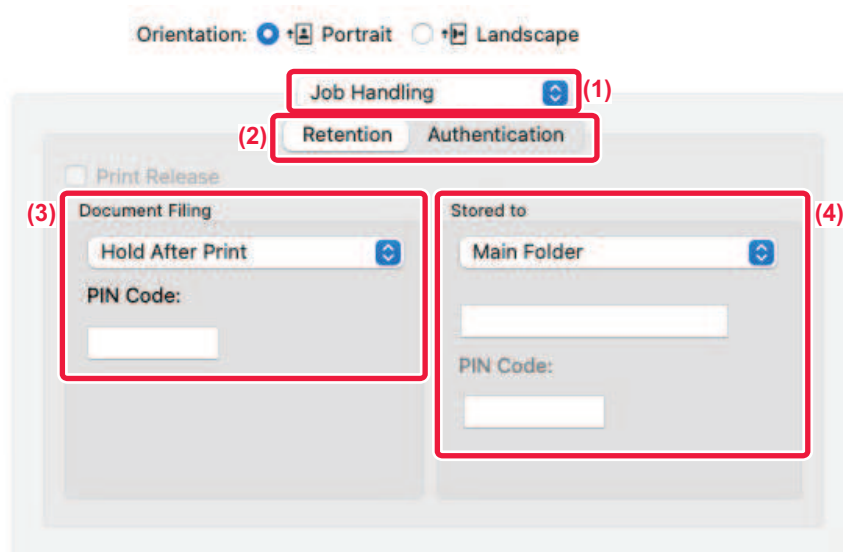 Orientation: Portrait Landscape
Job Handling (1)
(2) Retention Authentication
Print Release
(3) Document Filing
Hold After Print
PIN Code:
Stored to (4)
Main Folder
PIN Code: